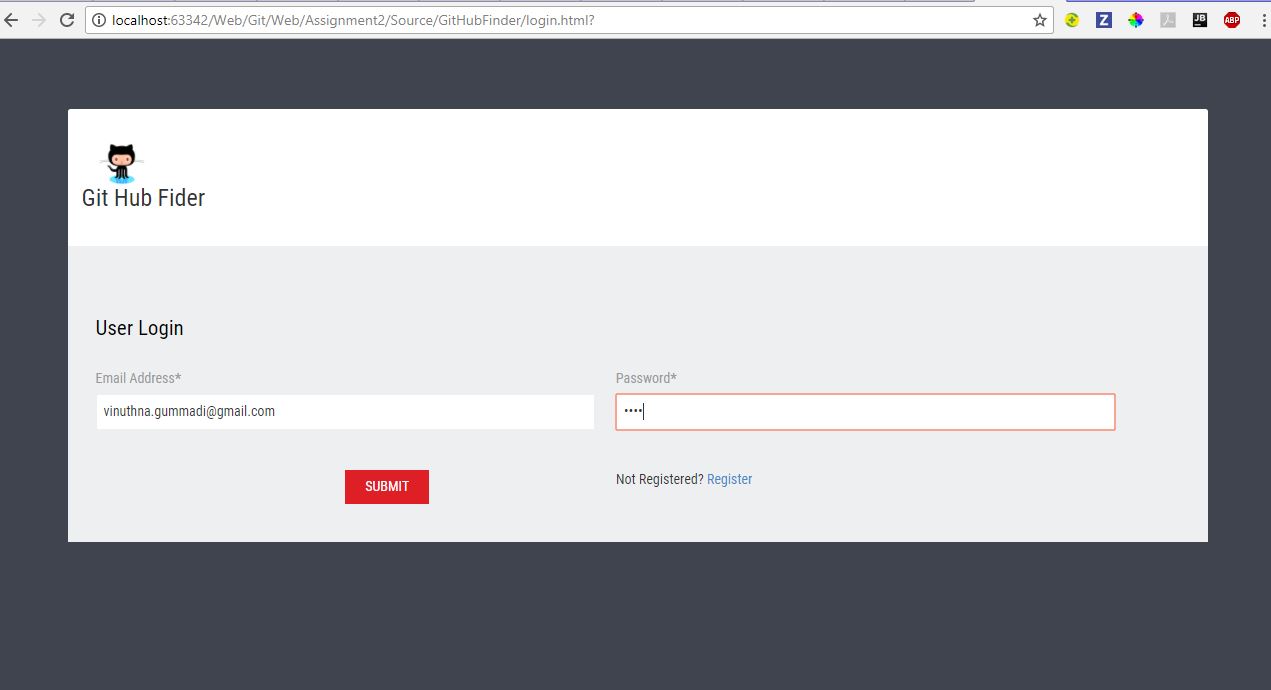 localhost:63342/Web/Git/Web/Assignment2/Source/GitHubFinder/login.html?
Z
JB
ABP
Git Hub Fider
User Login
Email Address*
Password*
vinuthna.gummadi@gmail.com
••••
SUBMIT
Not Registered? Register